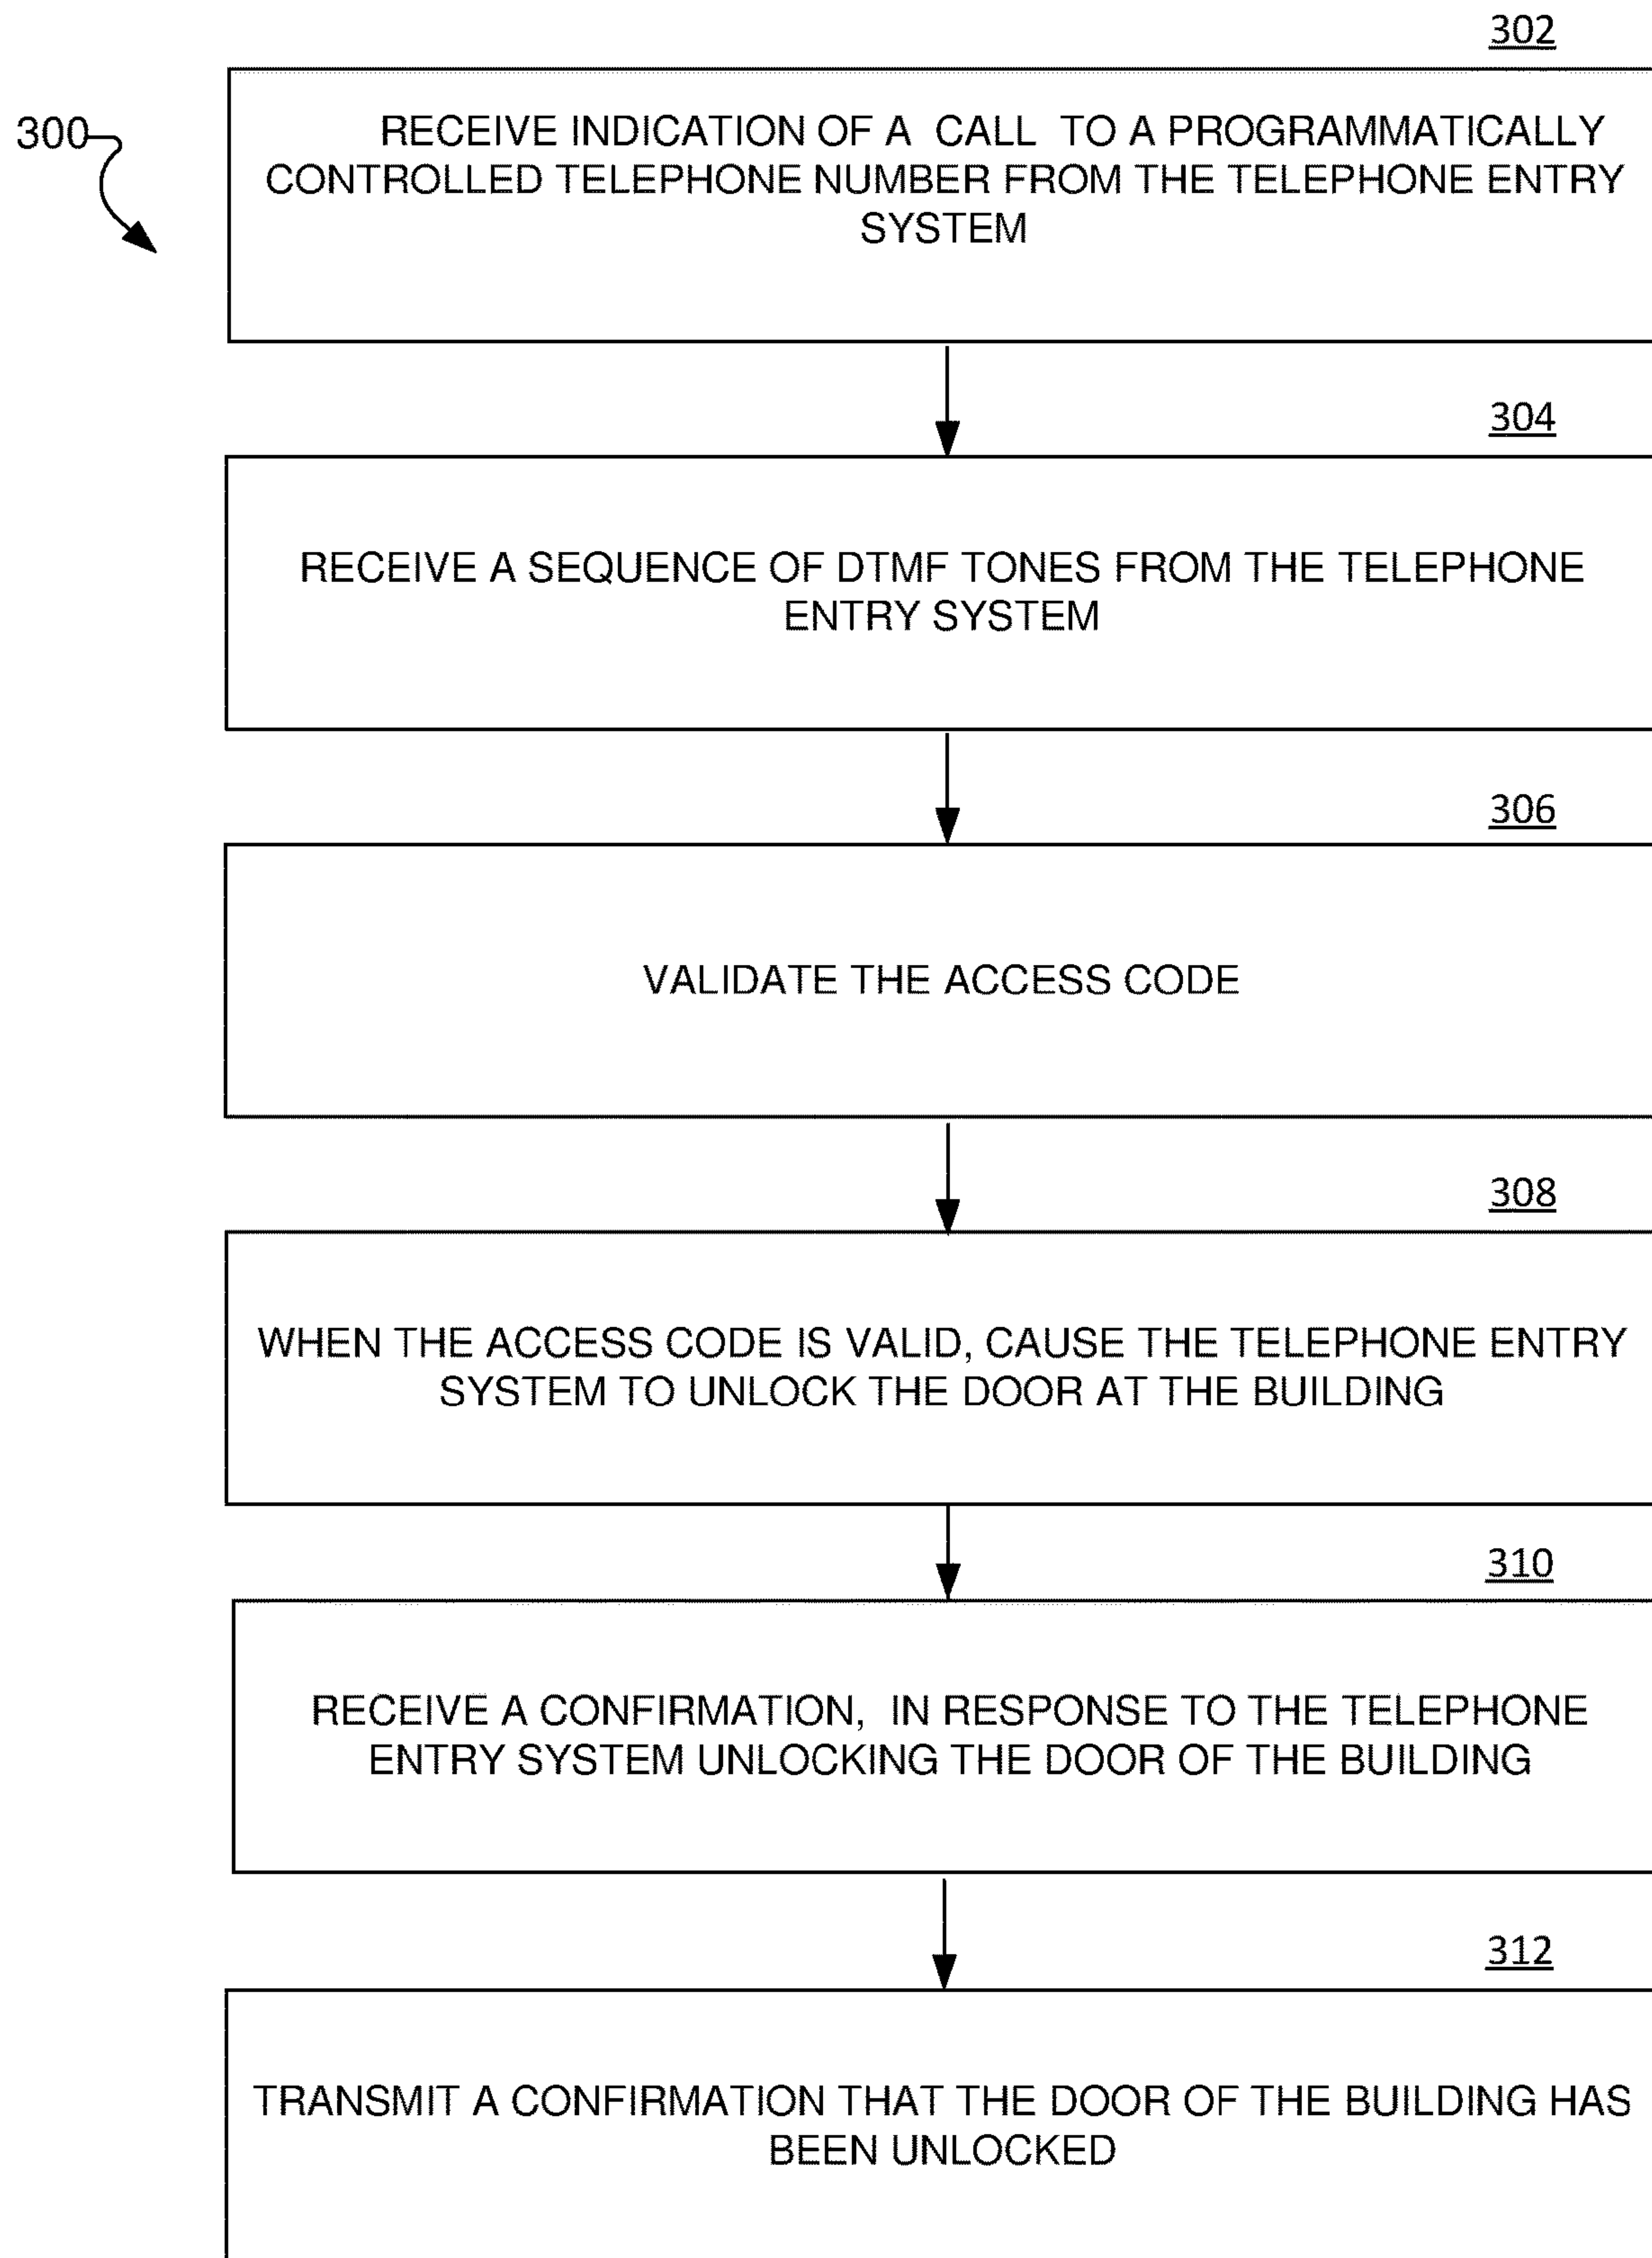 302
300
RECEIVE INDICATION OF A CALL TO A PROGRAMMATICALLY
CONTROLLED TELEPHONE NUMBER FROM THE TELEPHONE ENTRY
SYSTEM
304
RECEIVE A SEQUENCE OF DTMF TONES FROM THE TELEPHONE
ENTRY SYSTEM
306
VALIDATE THE ACCESS CODE
308
WHEN THE ACCESS CODE IS VALID, CAUSE THE TELEPHONE ENTRY
SYSTEM TO UNLOCK THE DOOR AT THE BUILDING
310
RECEIVE A CONFIRMATION, IN RESPONSE TO THE TELEPHONE
ENTRY SYSTEM UNLOCKING THE DOOR OF THE BUILDING
312
TRANSMIT A CONFIRMATION THAT THE DOOR OF THE BUILDING HAS
BEEN UNLOCKED